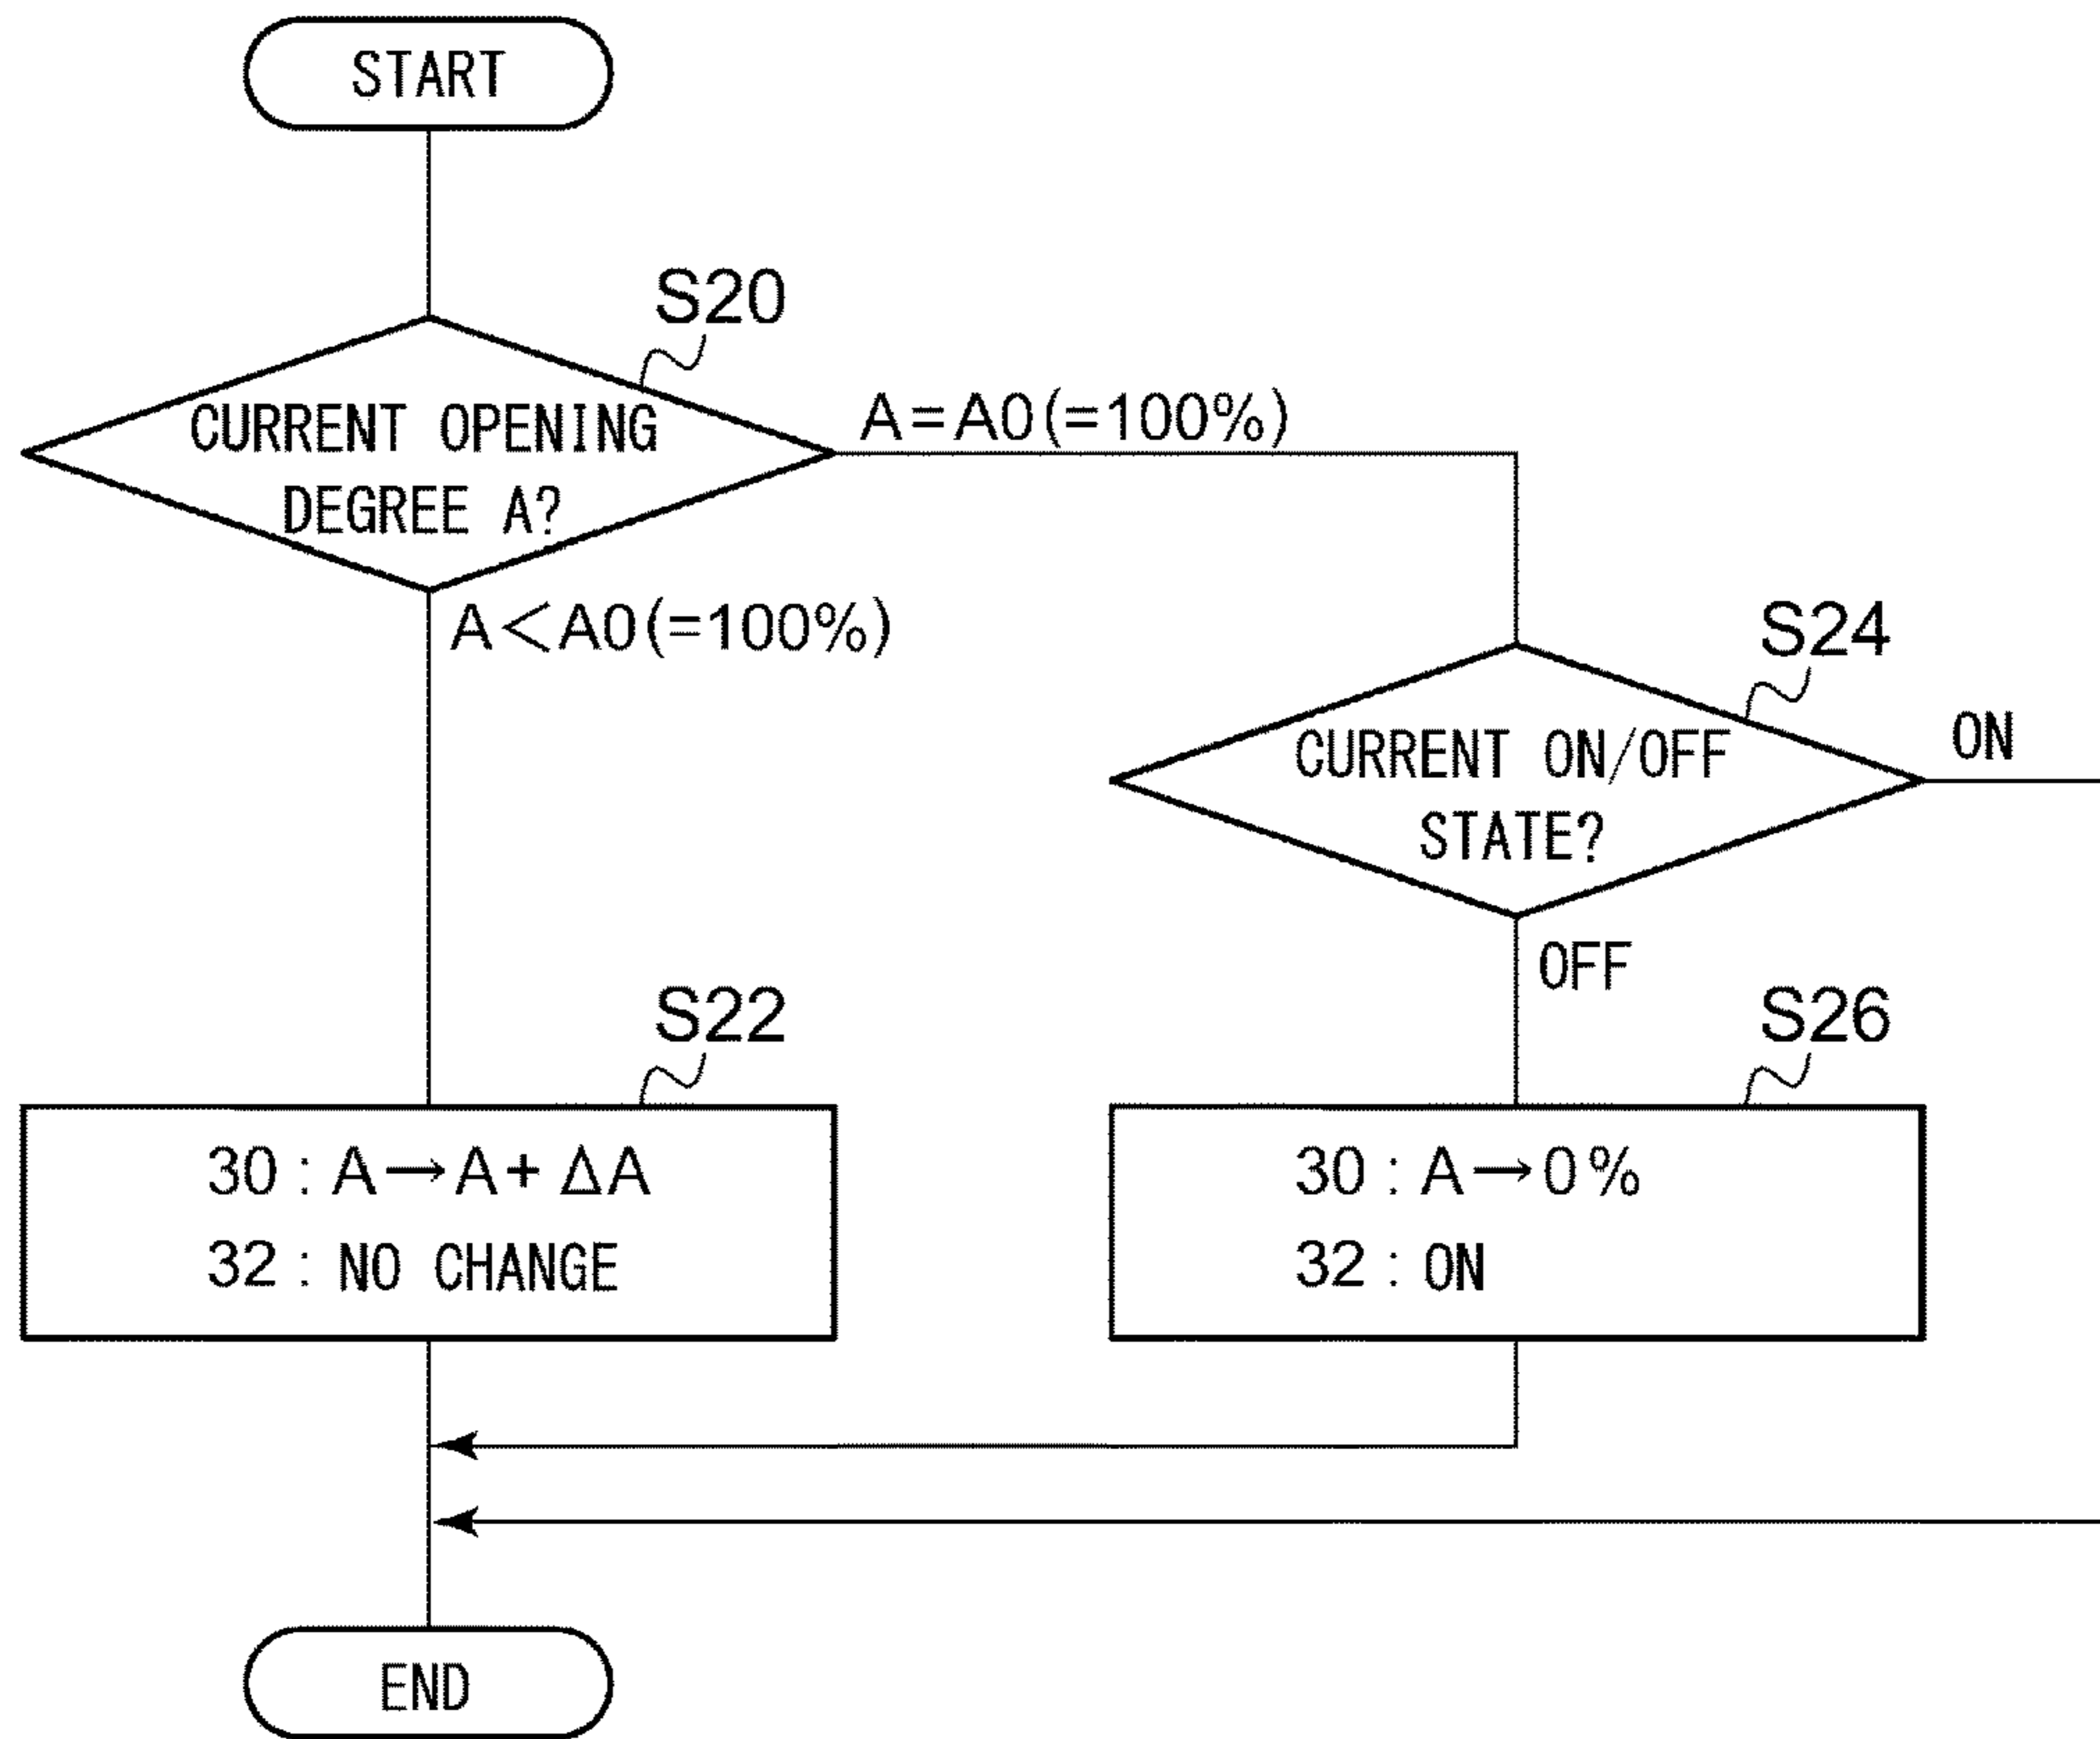 START
S20
CURRENT OPENING
DEGREE A?
A=A0(=100%)
A<A0(=100%)
S24
CURRENT ON/OFF
STATE?
ON
OFF
S22
30 : A→A+ ΔA
32 : NO CHANGE
S26
30 : A→0%
32 : ON
END